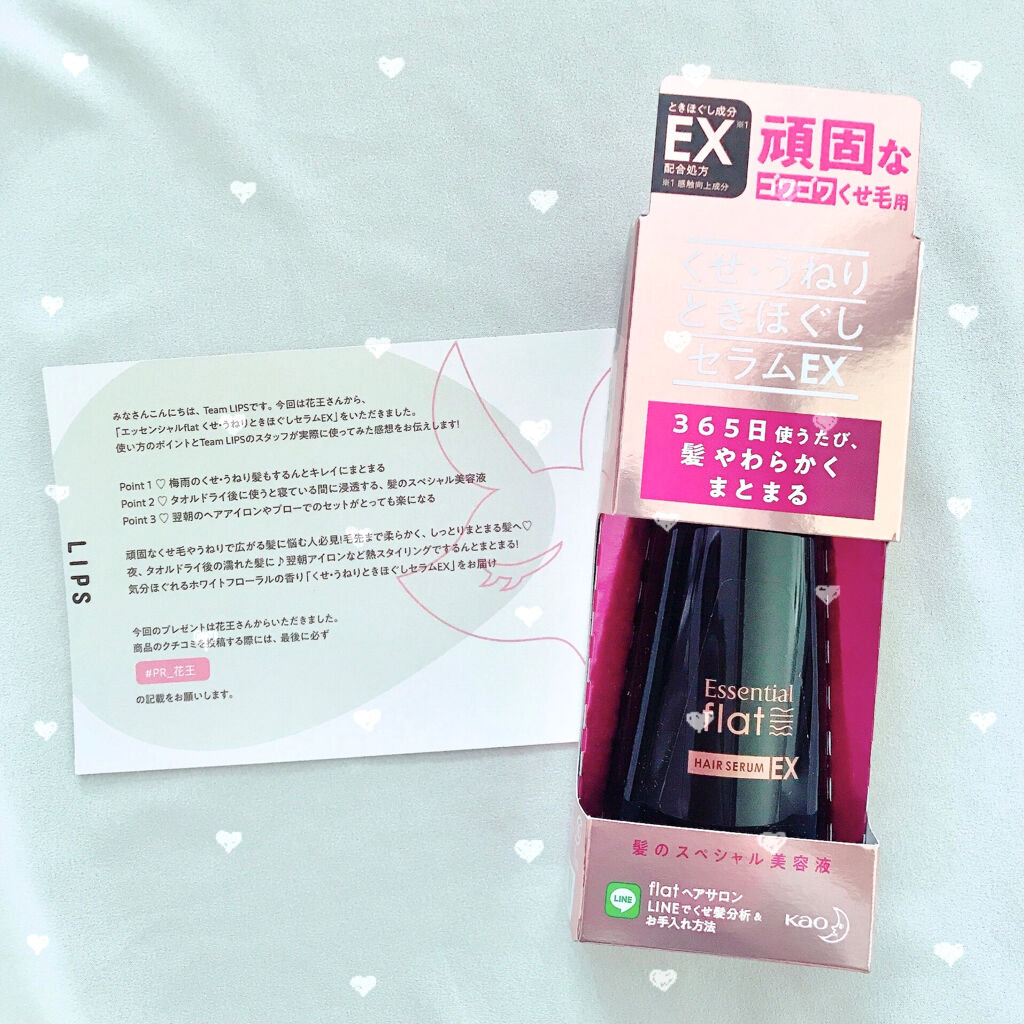 みなさんこんにちは、Team LIPSです。今回は花王さんから、
「エッセンシャルflat くせ・うねりときほぐしセラムEX」をいただきました。
使い方のポイントとTeam LIPSのスタッフが実際に使ってみた感想をお伝えします!
Point 1 ♡ 梅雨のくせ・うねり髪もするんとキレイにまとまる
Point 2 ♡ タオルドライ後に使うと寝ている間に浸透する、髪のスペシャル美容液
Point 3 ♡ 翌朝のヘアアイロンやブローでのセットがとっても楽になる
頑固なくせ毛やうねりで広がる髪に悩む人必見!毛先まで柔らかく、しっとりまとまる髪へ♡
夜、タオルドライ後の濡れた髪に♪翌朝アイロンなど熱スタイリングでするんとまとまる!
気分ほぐれるホワイトフローラルの香り「くせ・うねりときほぐしセラムEX」をお届け
今回のプレゼントは花王さんからいただきました。
商品のクチコミを投稿する際には、最後に必ず
#PR_花王
の記載をお願いします。
LIPS
ときほぐし成分
EX※1
配合処方
※1 感触向上成分
頑固な
ゴワゴワくせ毛用
くせ・うねり
ときほぐし
セラムEX
365日 使うたび、
髪 やわらかく
まとまる
Essential
flat
HAIR SERUM EX
髪のスペシャル美容液
LINE
flat ヘアサロン
LINEでくせ髪分析 &
お手入れ方法
Kao